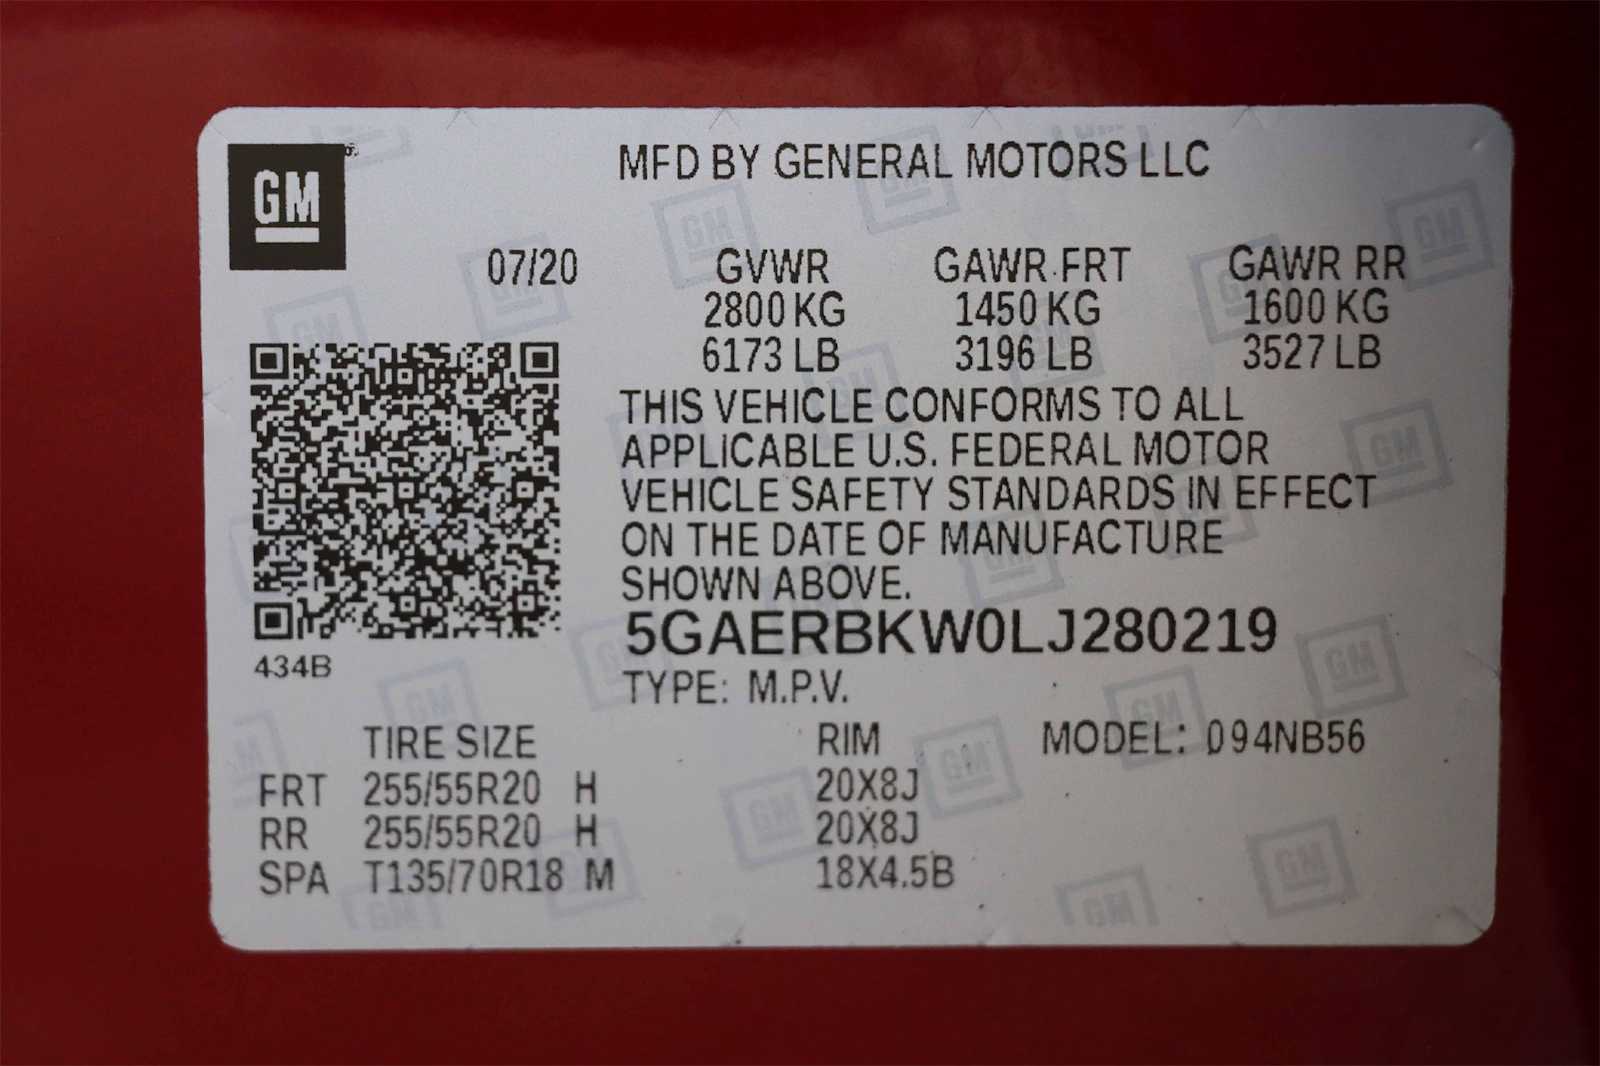 GM
MFD BY GENERAL MOTORS LLC
07/20 GVWR GAWR FRT GAWR RR
2800 KG 1450 KG 1600 KG
6173 LB 3196 LB 3527 LB
THIS VEHICLE CONFORMS TO ALL
APPLICABLE U.S. FEDERAL MOTOR
VEHICLE SAFETY STANDARDS IN EFFECT
ON THE DATE OF MANUFACTURE
SHOWN ABOVE.
5GAERBKW0LJ280219
434B
TYPE: M.P.V.
TIRE SIZE RIM MODEL: 094NB56
FRT 255/55R20 H 20X8J
RR 255/55R20 H 20X8J
SPA T135/70R18 M 18X4.5B